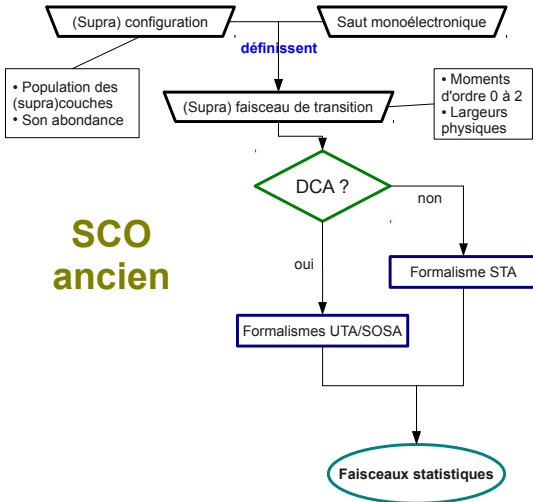 (Supra) configuration
Saut monoélectronique
définissent
• Population des
(supra)couches
• Son abondance
• Moments
d'ordre 0 à 2
• Largeurs
physiques
(Supra) faisceau de transition
DCA ?
non
SCO
ancien
oui
Formalisme STA
Formalismes UTA/SOSA
Faisceaux statistiques